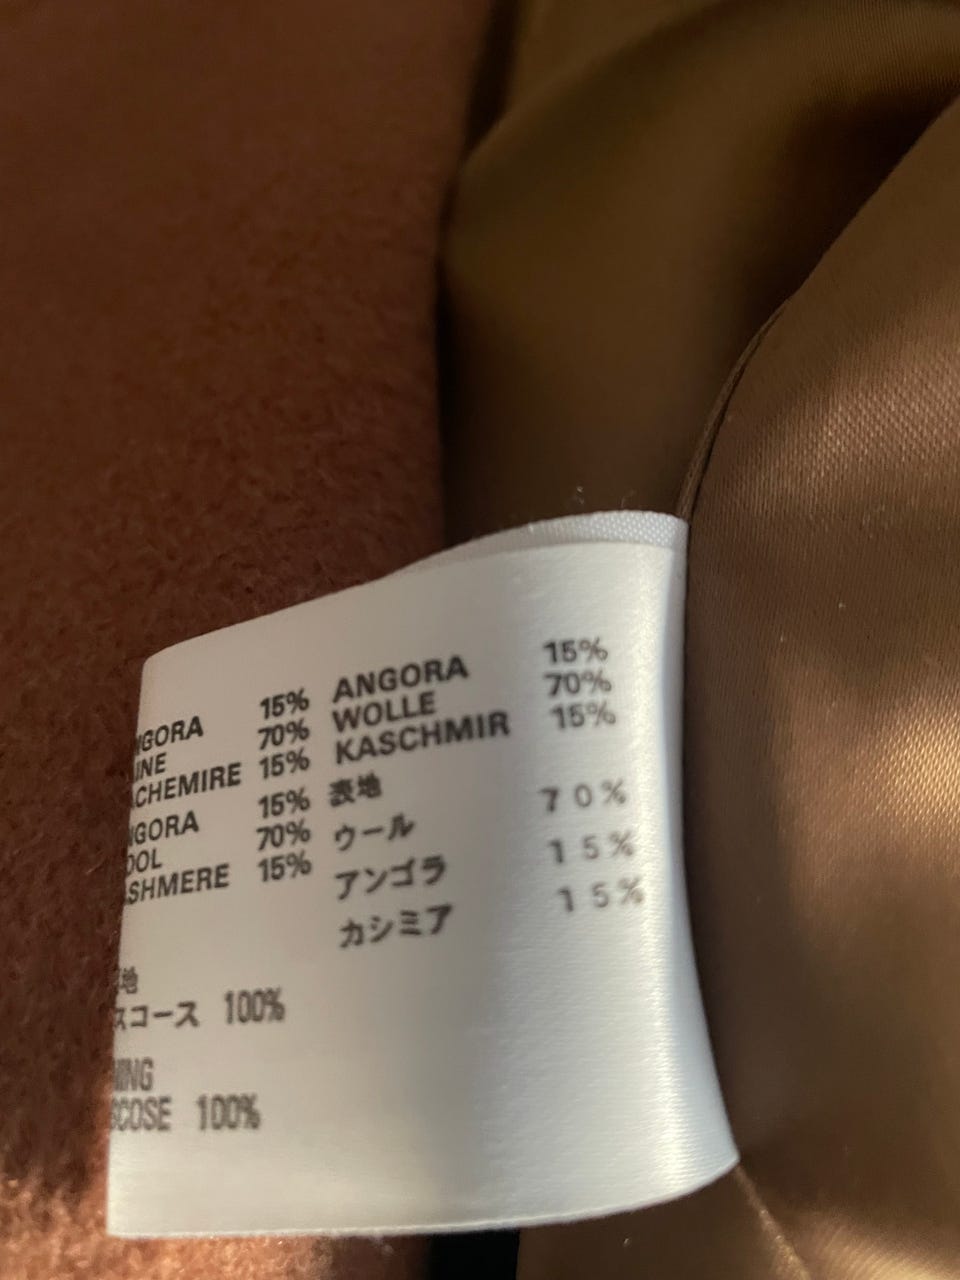 NGORA 15%
INE 70%
ACHEMIRE 15%
NGORA 15%
OOL 70%
ASHMERE 15%
地
スコース 100%
NING
SCOSE 100%
ANGORA 15%
WOLLE 70%
KASCHMIR 15%
表地
ウール 70%
アンゴラ 15%
カシミア 15%